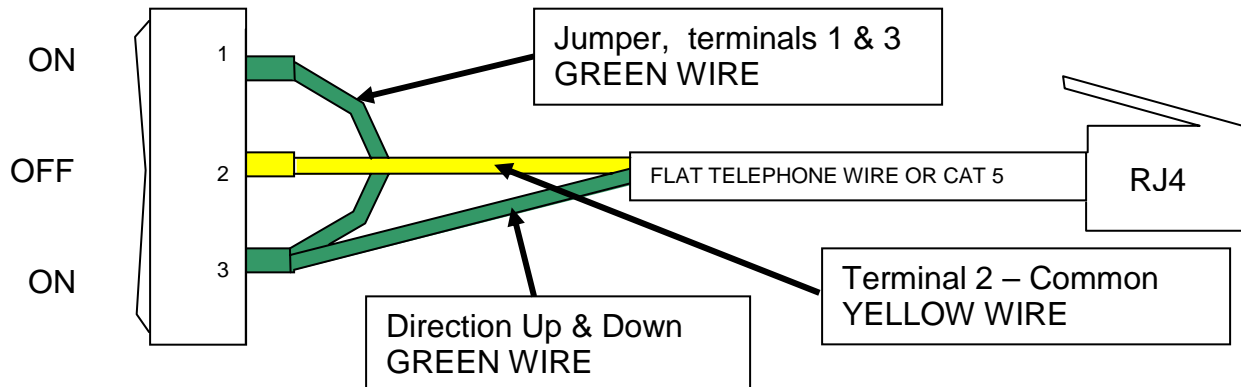 ON
OFF
ON
1
2
3
Jumper, terminals 1 & 3
GREEN WIRE
FLAT TELEPHONE WIRE OR CAT 5
RJ4
Terminal 2 – Common
YELLOW WIRE
Direction Up & Down
GREEN WIRE